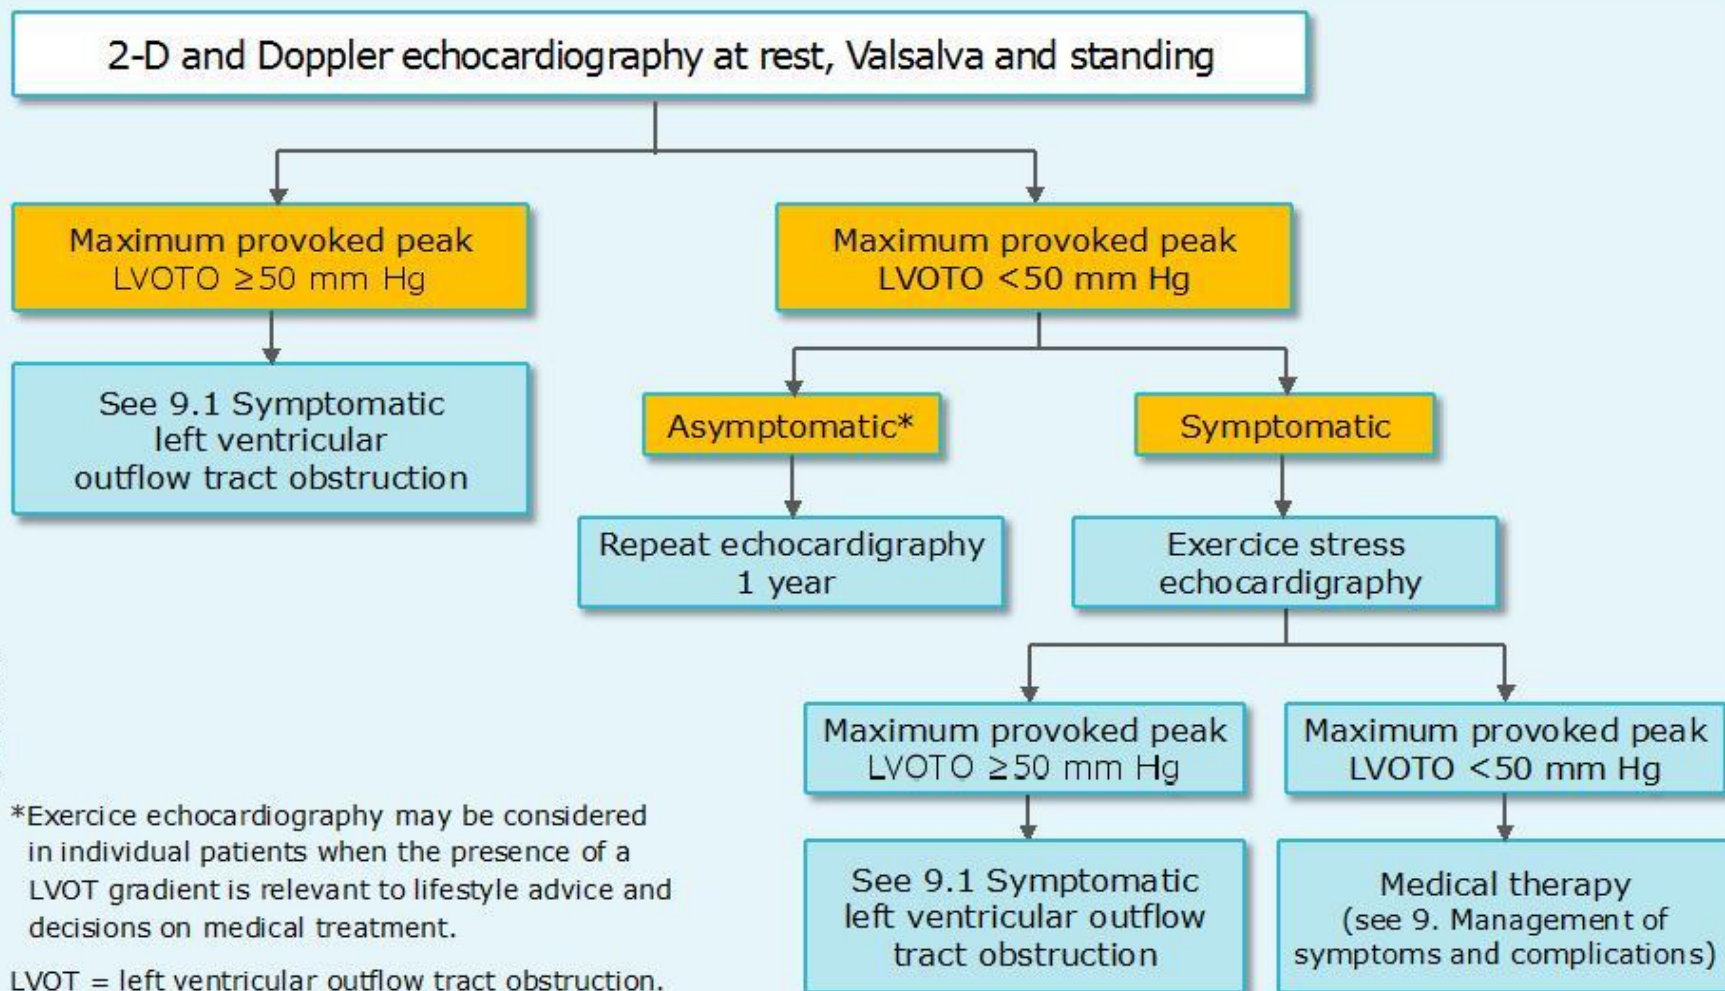 2-D and Doppler echocardiography at rest, Valsalva and standing
Maximum provoked peak
LVOTO ≥50 mm Hg
Maximum provoked peak
LVOTO <50 mm Hg
See 9.1 Symptomatic
left ventricular
outflow tract obstruction
Asymptomatic*
Symptomatic
Repeat echocardigraphy
1 year
Exercice stress
echocardigraphy
Maximum provoked peak
LVOTO ≥50 mm Hg
Maximum provoked peak
LVOTO <50 mm Hg
See 9.1 Symptomatic
left ventricular outflow
tract obstruction
Medical therapy
(see 9. Management of
symptoms and complications)
*Exercice echocardiography may be considered
in individual patients when the presence of a
LVOT gradient is relevant to lifestyle advice and
decisions on medical treatment.
LVOT = left ventricular outflow tract obstruction.